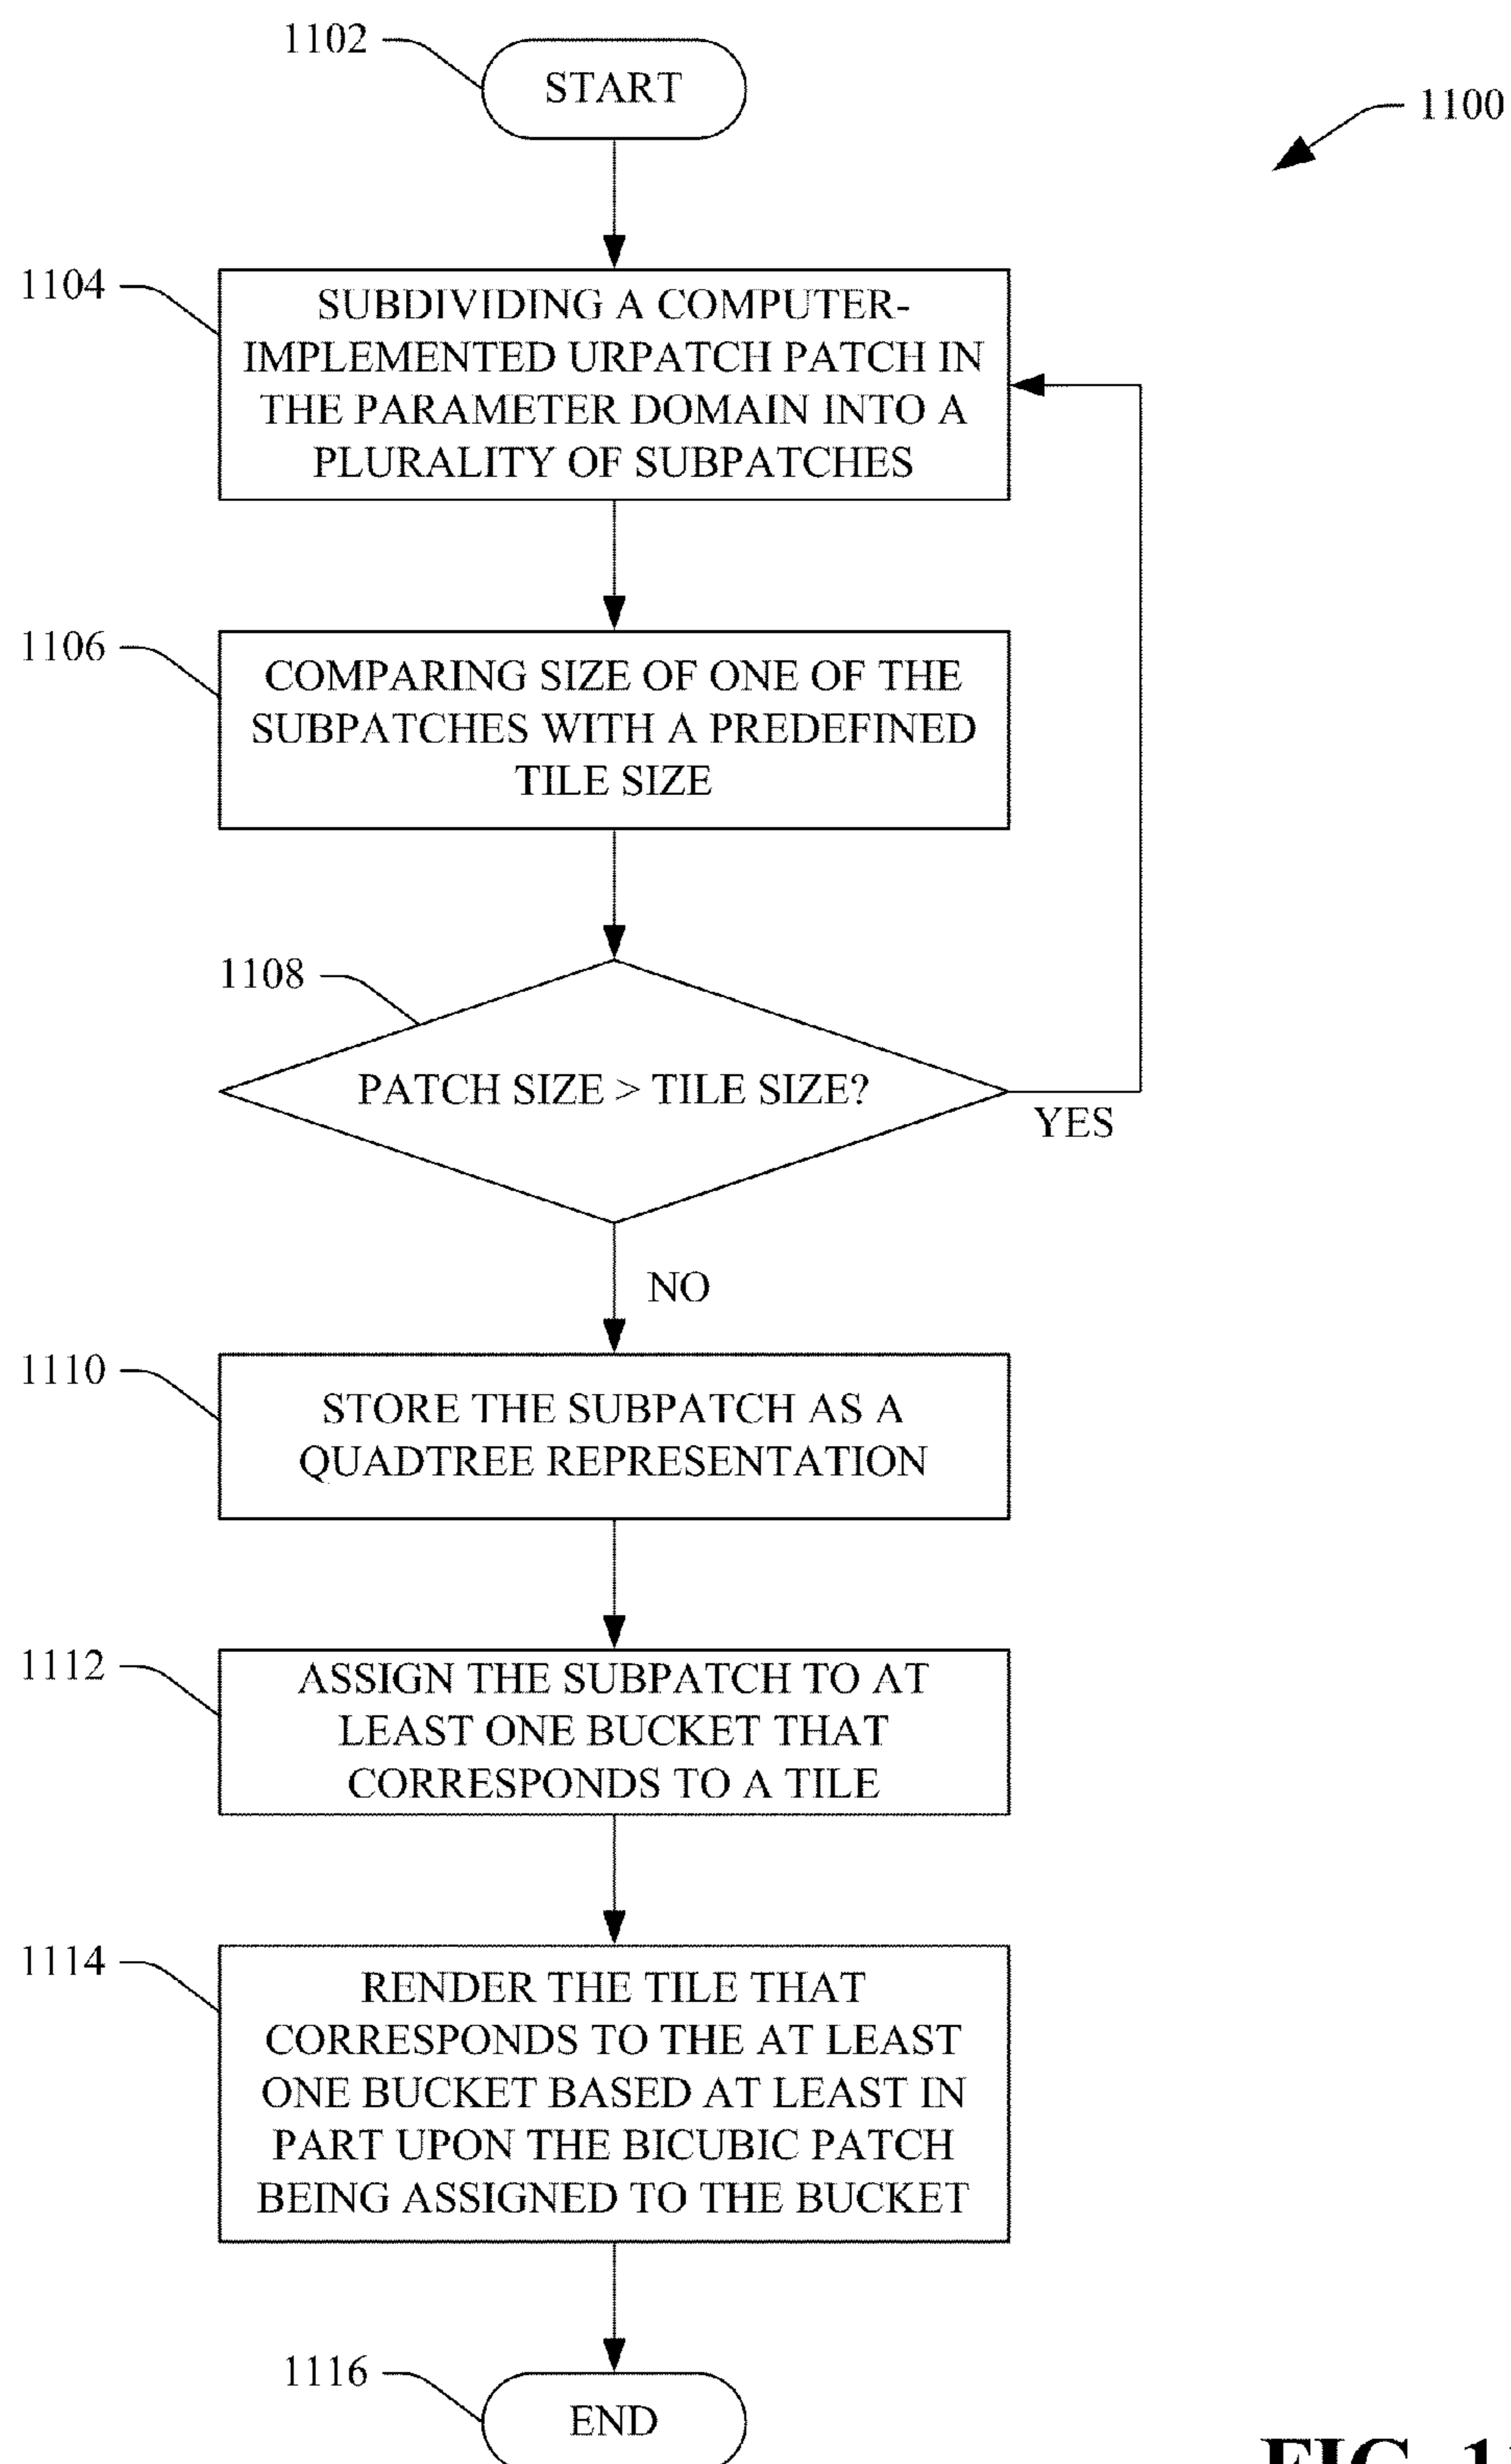 1102
START
1100
1104
SUBDIVIDING A COMPUTER-
IMPLEMENTED URPATCH PATCH IN
THE PARAMETER DOMAIN INTO A
PLURALITY OF SUBPATCHES
1106
COMPARING SIZE OF ONE OF THE
SUBPATCHES WITH A PREDEFINED
TILE SIZE
1108
PATCH SIZE > TILE SIZE?
YES
NO
1110
STORE THE SUBPATCH AS A
QUADTREE REPRESENTATION
1112
ASSIGN THE SUBPATCH TO AT
LEAST ONE BUCKET THAT
CORRESPONDS TO A TILE
1114
RENDER THE TILE THAT
CORRESPONDS TO THE AT LEAST
ONE BUCKET BASED AT LEAST IN
PART UPON THE BICUBIC PATCH
BEING ASSIGNED TO THE BUCKET
1116
END
FIG.